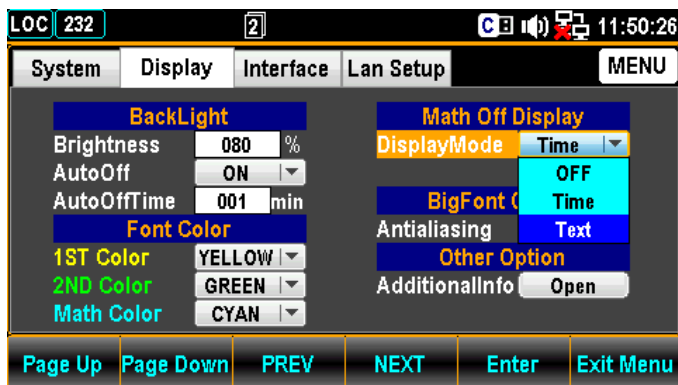 LOC 232 2 C 11:50:26
System Display Interface Lan Setup MENU
BackLight
Brightness 080 %
AutoOff ON
AutoOffTime 001 min
Font Color
1ST Color YELLOW
2ND Color GREEN
Math Color CYAN
Math Off Display
DisplayMode Time
OFF
Time
Text
BigFont
Antialiasing
Other Option
AdditionalInfo Open
Page Up Page Down PREV NEXT Enter Exit Menu